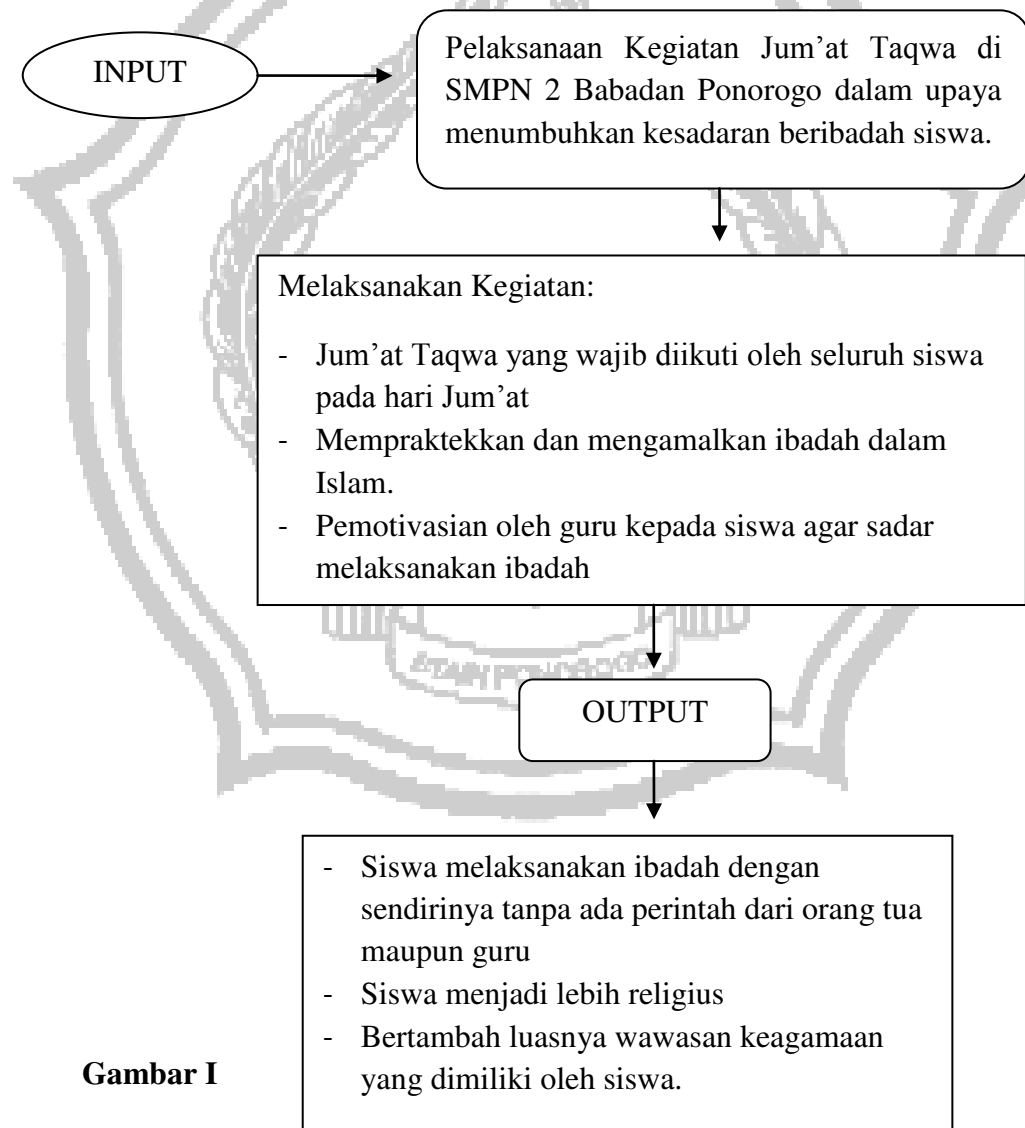 INPUT
Pelaksanaan Kegiatan Jum’at Taqwa di
SMPN 2 Babadan Ponorogo dalam upaya
menumbuhkan kesadaran beribadah siswa.
Melaksanakan Kegiatan:
- Jum’at Taqwa yang wajib diikuti oleh seluruh siswa
pada hari Jum’at
- Mempraktekkan dan mengamalkan ibadah dalam
Islam.
- Pemotivasian oleh guru kepada siswa agar sadar
melaksanakan ibadah
STAIN PONOROGO
OUTPUT
- Siswa melaksanakan ibadah dengan
sendirinya tanpa ada perintah dari orang tua
maupun guru
- Siswa menjadi lebih religius
- Bertambah luasnya wawasan keagamaan
yang dimiliki oleh siswa.
Gambar I